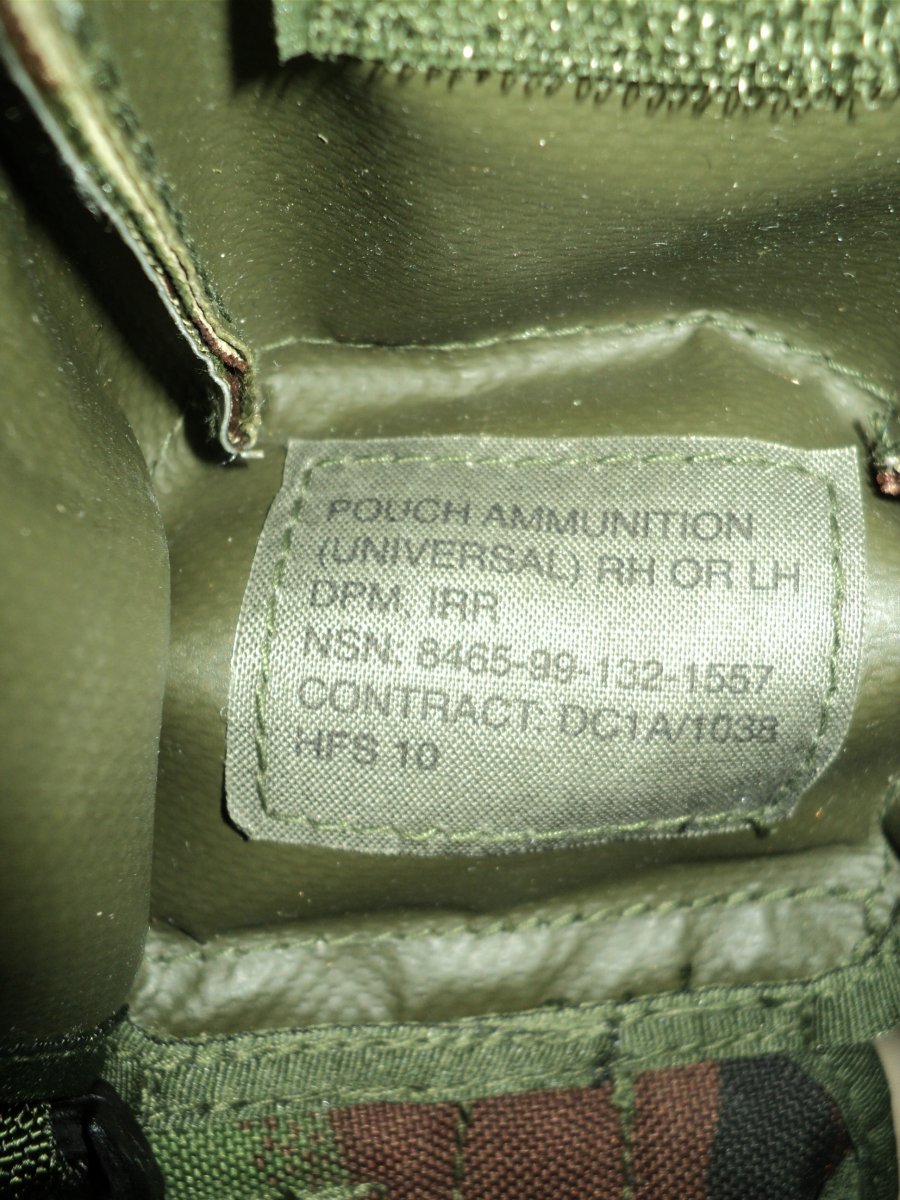 POUCH AMMUNITION
(UNIVERSAL) RH OR LH
DPM. IRR
NSN: 8465-99-132-1557
CONTRACT: DC1A/1038
HFS 10